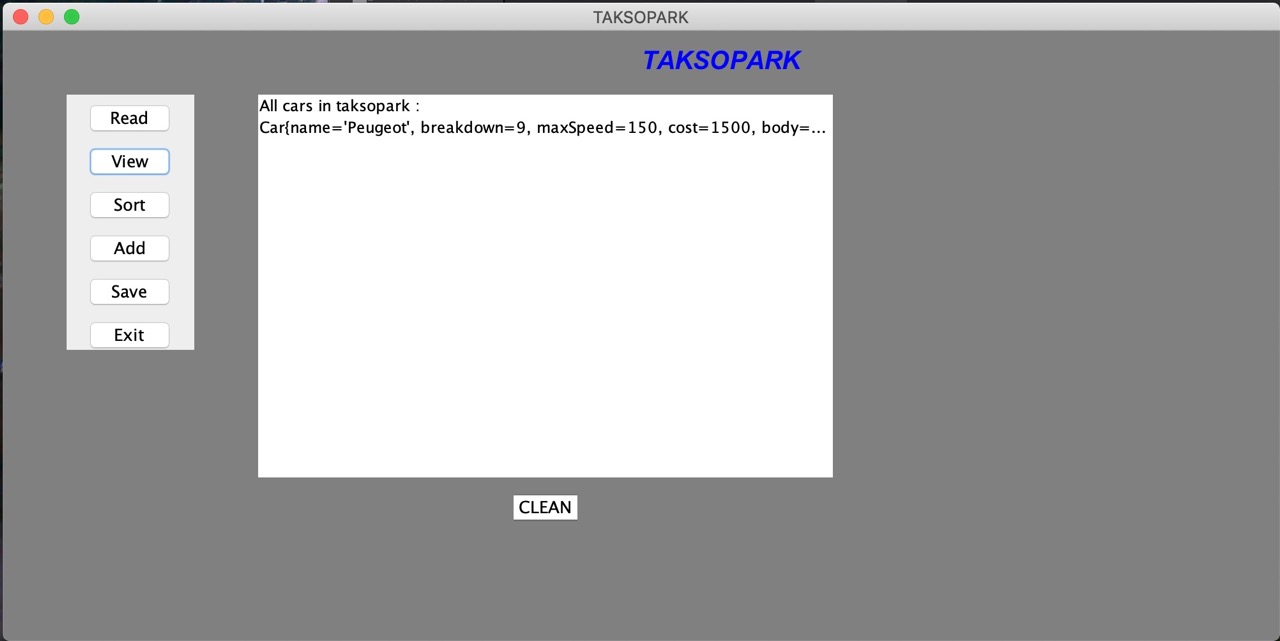 TAKSOPARK
TAKSOPARK
Read
View
Sort
Add
Save
Exit
All cars in taksopark :
Car{name='Peugeot', breakdown=9, maxSpeed=150, cost=1500, body=...
CLEAN